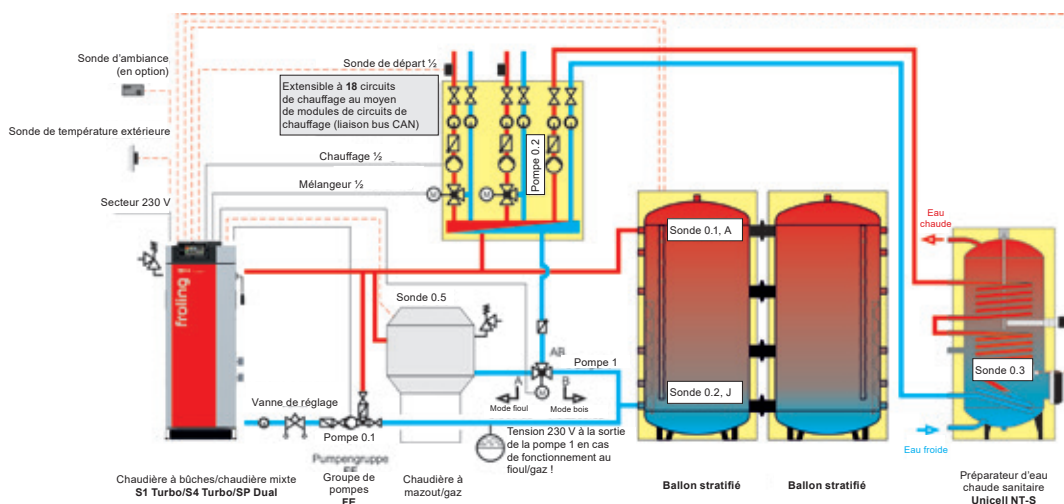 Sonde d'ambiance
(en option)
Sonde de température extérieure
Secteur 230 V
Sonde de départ ½
Extensible à 18 circuits
de chauffage au moyen
de modules de circuits de
chauffage (liaison bus CAN)
Chauffage ½
Mélangeur ½
Pompe 0.2
M
M
froling
Sonde 0.5
AB
A
B
M
Mode fioul
Mode bois
Pompe 1
Vanne de réglage
Pompe 0.1
Tension 230 V à la sortie
de la pompe 1 en cas
de fonctionnement au
fioul/gaz !
Sonde 0.1, A
Sonde 0.2, J
Eau
chaude
Sonde 0.3
Eau froide
Chaudière à bûches/chaudière mixte
S1 Turbo/S4 Turbo/SP Dual
Pumpengruppe
Groupe de
pompes
Chaudière à
mazout/gaz
Ballon stratifié
Ballon stratifié
Préparateur d'eau
chaude sanitaire
Unicell NT-S